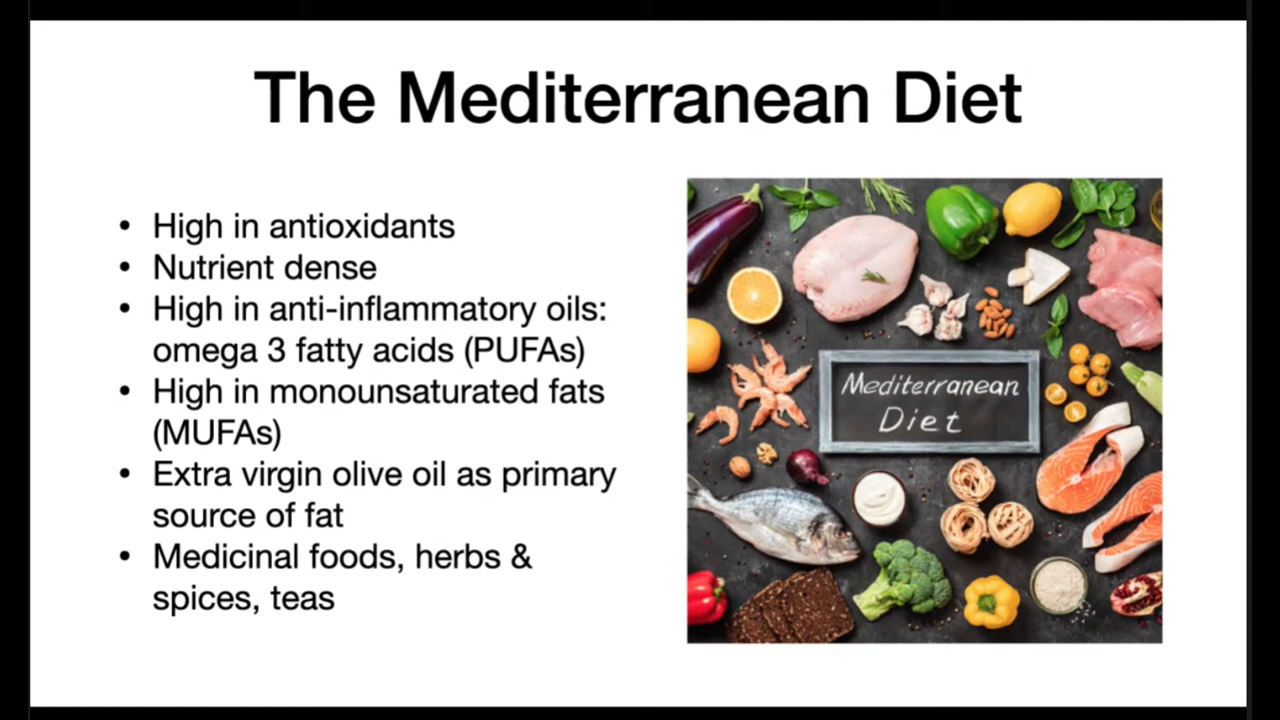 The Mediterranean Diet
• High in antioxidants
• Nutrient dense
• High in anti-inflammatory oils:
omega 3 fatty acids (PUFAs)
• High in monounsaturated fats
(MUFAs)
• Extra virgin olive oil as primary
source of fat
• Medicinal foods, herbs &
spices, teas
Mediterranean
Diet